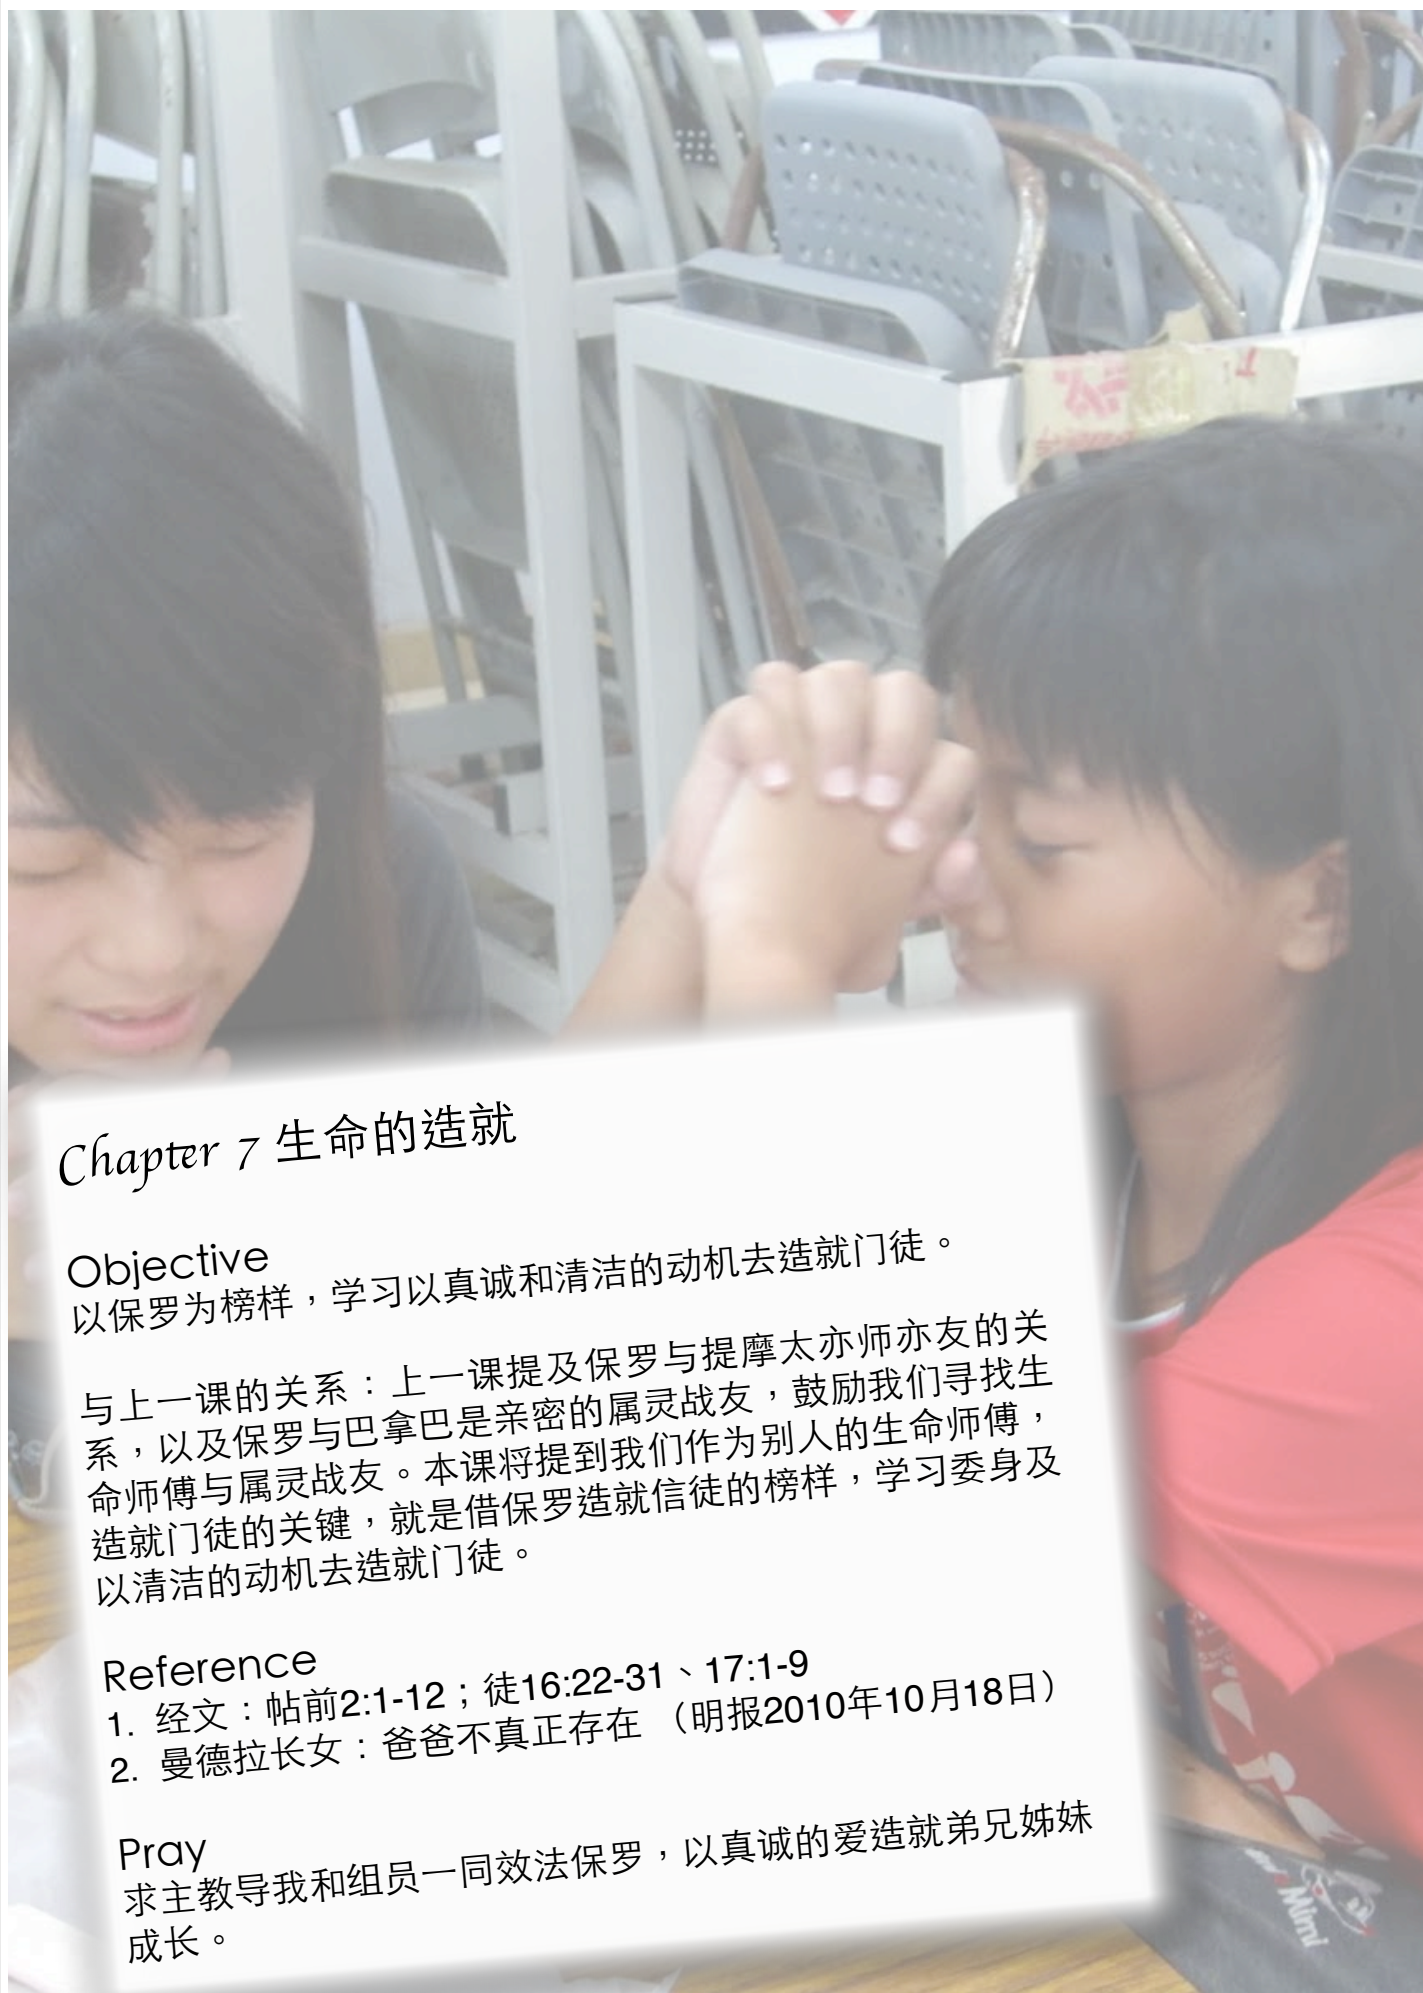 Chapter 7 生命的造就
Objective
以保罗为榜样，学习以真诚和清洁的动机去造就门徒。
与上一课的关系：上一课提及保罗与提摩太亦师亦友的关
系，以及保罗与巴拿巴是亲密的属灵战友，鼓励我们寻找生
命师傅与属灵战友。本课将提到我们作为别人的生命师傅，
造就门徒的关键，就是借保罗造就信徒的榜样，学习委身及
以清洁的动机去造就门徒。
Reference
1. 经文：帖前2:1-12；徒16:22-31、17:1-9
2. 曼德拉长女：爸爸不真正存在 （明报2010年10月18日）
Pray
求主教导我和组员一同效法保罗，以真诚的爱造就弟兄姊妹
成长。
Mimi